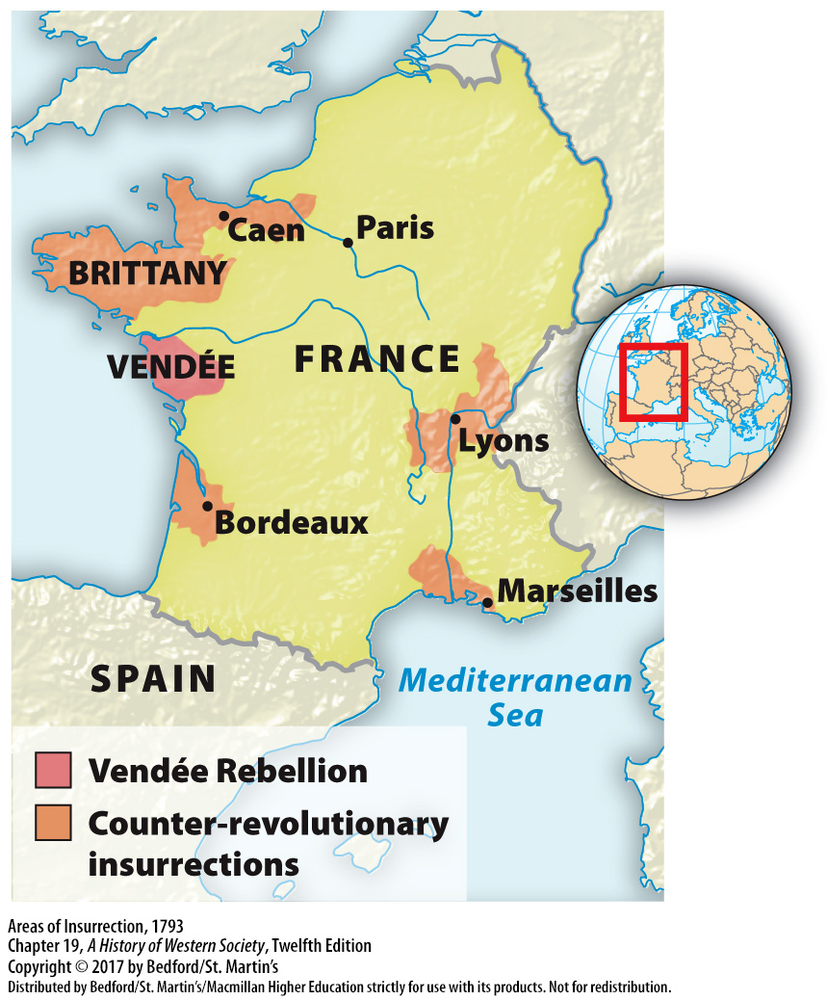 Caen
Paris
BRITTANY
VENDÉE
FRANCE
Lyons
Bordeaux
Marseilles
SPAIN
Mediterranean
Sea
Vendée Rebellion
Counter-revolutionary
insurrections
Areas of Insurrection, 1793
Chapter 19, A History of Western Society, Twelfth Edition
Copyright © 2017 by Bedford/St. Martin's
Distributed by Bedford/St. Martin's/Macmillan Higher Education strictly for use with its products. Not for redistribution.